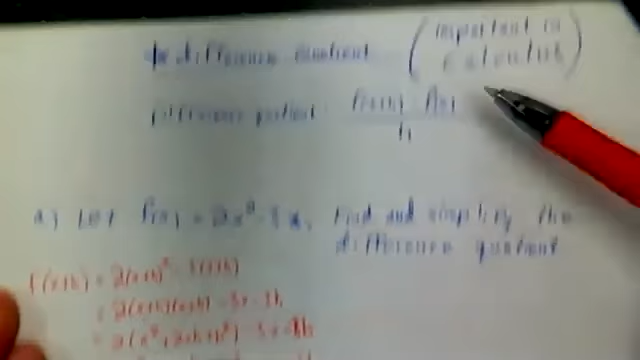 difference quotient (important in calculus)
Difference quotient: f(x+h) - f(x)
h
a) Let f(x) = 2x² - 3x, Find and simplify the
difference quotient
f(x+h) = 2(x+h)² - 3(x+h)
= 2(x+h)(x+h) - 3x - 3h
= 2(x²+2xh+h²) - 3x - 3h